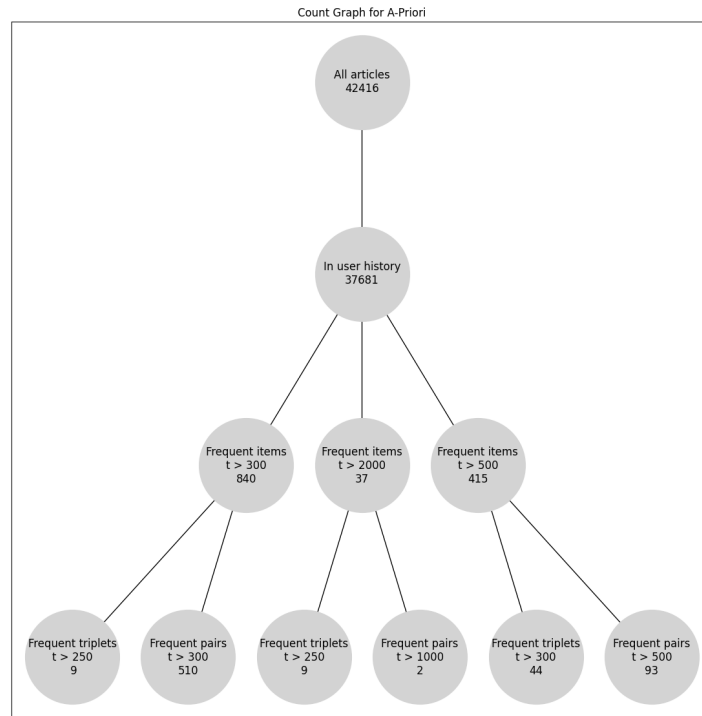 Count Graph for A-Priori
All articles
42416
In user history
37681
Frequent items
t > 300
840
Frequent items
t > 2000
37
Frequent items
t > 500
415
Frequent triplets
t > 250
9
Frequent pairs
t > 300
510
Frequent triplets
t > 250
9
Frequent pairs
t > 1000
2
Frequent triplets
t > 300
44
Frequent pairs
t > 500
93